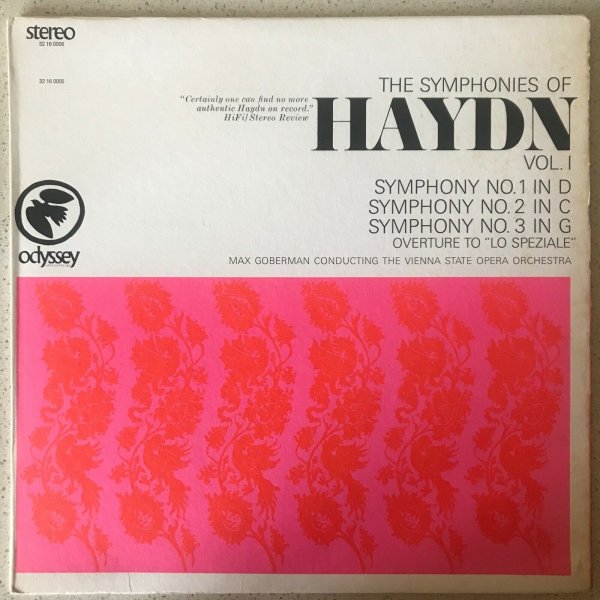 stereo
32 16 0006
32 16 0005
THE SYMPHONIES OF
HAYDN
"Certainly one can find no more
authentic Haydn on record."
HiFi/Stereo Review
VOL. I
SYMPHONY NO. 1 IN D
SYMPHONY NO. 2 IN C
SYMPHONY NO. 3 IN G
OVERTURE TO "LO SPEZIALE"
odyssey
MAX GOBERMAN CONDUCTING THE VIENNA STATE OPERA ORCHESTRA